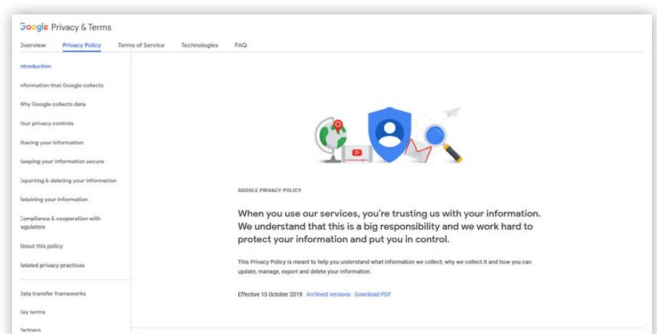 Google Privacy & Terms
Overview Privacy Policy Terms of Service Technologies FAQ
Introduction
Information that Google collects
Why Google collects data
Your privacy controls
Sharing your information
Keeping your information secure
Exporting & deleting your information
Retaining your information
Compliance & cooperation with
regulators
About this policy
Related privacy practices
Data transfer frameworks
Key terms
Partners
GOOGLE PRIVACY POLICY
When you use our services, you're trusting us with your information.
We understand that this is a big responsibility and we work hard to
protect your information and put you in control.
This Privacy Policy is meant to help you understand what information we collect, why we collect it and how you can
update, manage, export and delete your information.
Effective 15 October 2019 Archived versions Download PDF